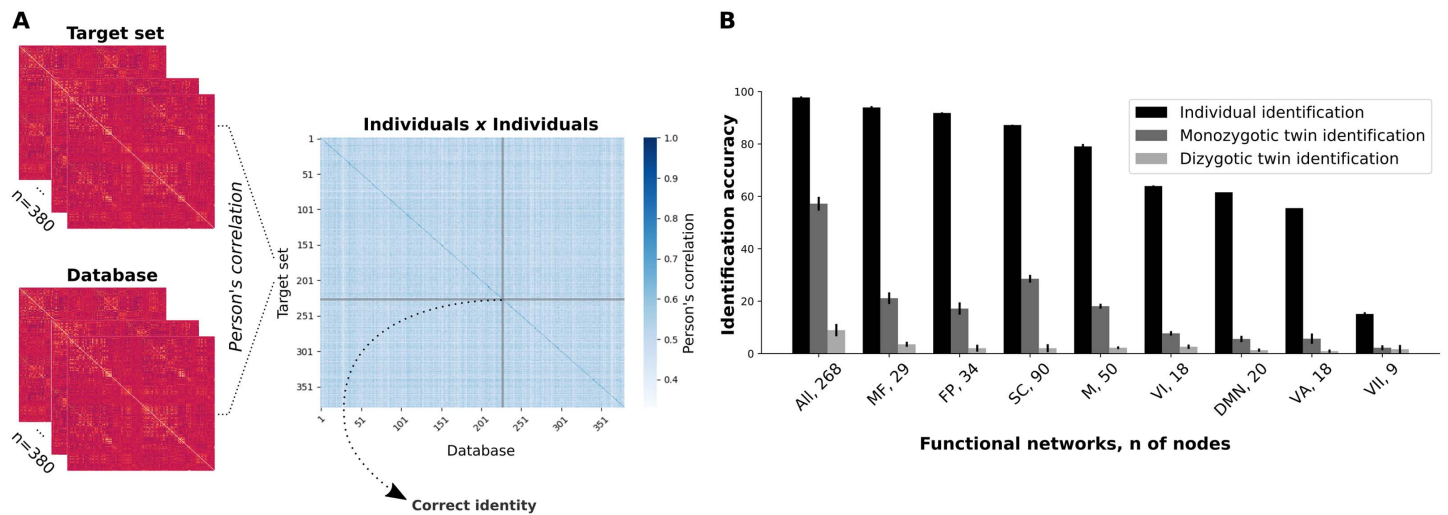 A
Target set
...
n=380
Database
...
n=380
Person's correlation
Individuals x Individuals
1
51
101
151
201
251
301
351
Target set
1
51
101
151
201
251
301
351
Database
1.0
0.9
0.8
0.7
0.6
0.5
0.4
Person's correlation
Correct identity
B
Identification accuracy
100
80
60
40
20
0
Individual identification
Monozygotic twin identification
Dizygotic twin identification
All, 268
MF, 29
FP, 34
SC, 90
M, 50
VI, 18
DMN, 20
VA, 18
VII, 9
Functional networks, n of nodes